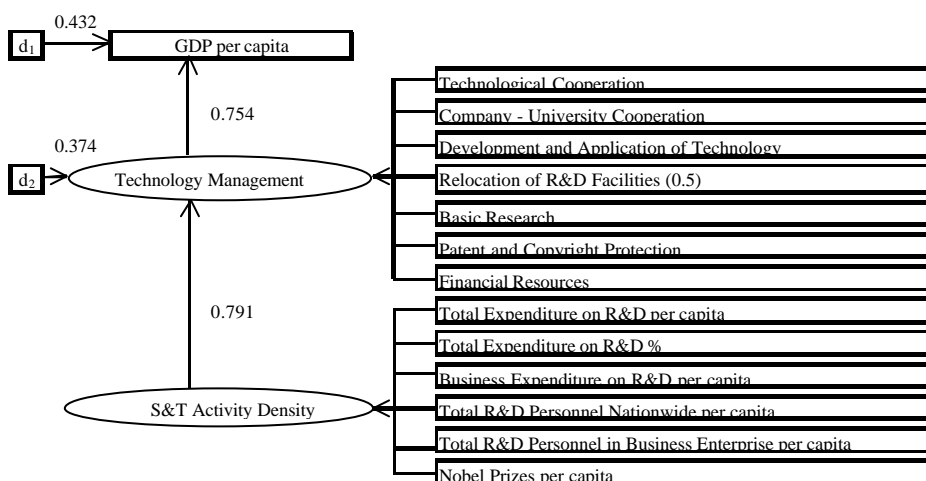 0.432
d1
GDP per capita
0.754
0.374
d2
Technology Management
Technological Cooperation
Company - University Cooperation
Development and Application of Technology
Relocation of R&D Facilities (0.5)
Basic Research
Patent and Copyright Protection
Financial Resources
0.791
S&T Activity Density
Total Expenditure on R&D per capita
Total Expenditure on R&D %
Business Expenditure on R&D per capita
Total R&D Personnel Nationwide per capita
Total R&D Personnel in Business Enterprise per capita
Nobel Prizes per capita